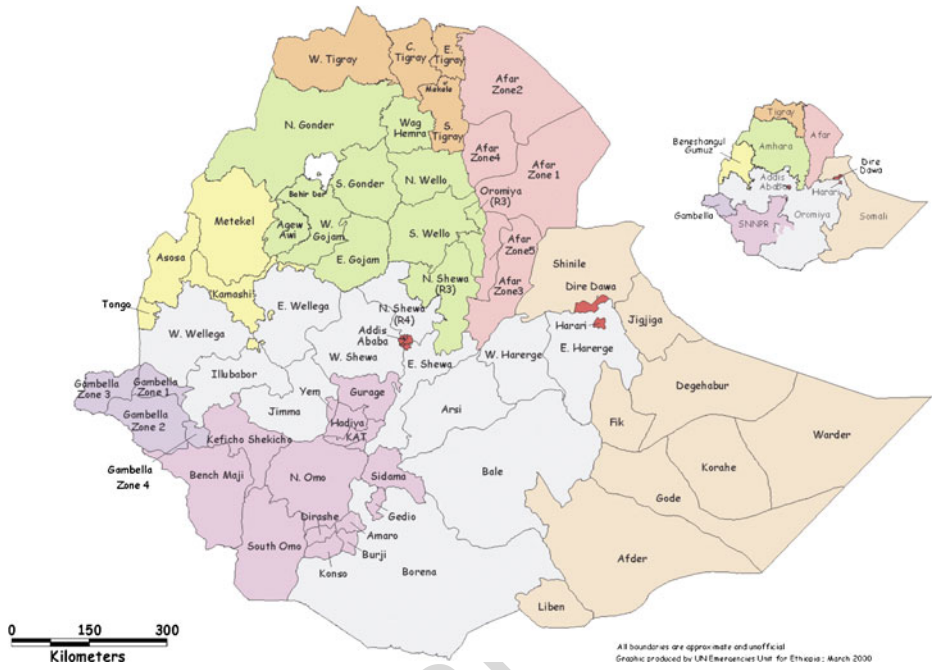 W. Tigray
C.
Tigray
E.
Tigray
Mekele
S.
Tigray
Afar
Zone2
N. Gonder
Wag
Hemra
Afar
Zone4
Afar
Zone 1
Bahir dar
S. Gonder
N. Wello
Oromiya
(R3)
Metekel
Agew
Awi
W.
Gojam
S. Wello
Afar
Zone5
E. Gojam
Asosa
Kamashi
N. Shewa
(R3)
Afar
Zone3
Shinile
Dire Dawa
Tongo
E. Wellega
N. Shewa
(R4)
Jigjiga
W. Wellega
Addis
Ababa
Harari
W. Shewa
E. Shewa
W. Harerge
E. Harerge
Gambella
Zone 3
Gambella
Zone 1
Illubabor
Yem
Gurage
Degehabur
Gambella
Zone 2
Jimma
Hadiya
KAT
Arsi
Fik
Warder
Keficho Shekicho
Gambella
Zone 4
Bench Maji
N. Omo
Sidama
Bale
Korahe
Gode
Gedio
Dirashe
Amaro
Burji
South Omo
Konso
Borena
Afder
Liben
Tigray
Beneshangul
Gumuz
Amhara
Afar
Dire
Dawa
Addis
Ababa
Harari
Gambella
Oromiya
SNNPR
Somali
0 150 300
Kilometers
All boundaries are approximate and unofficial
Graphic produced by UN Emergencies Unit for Ethiopia; March 2000